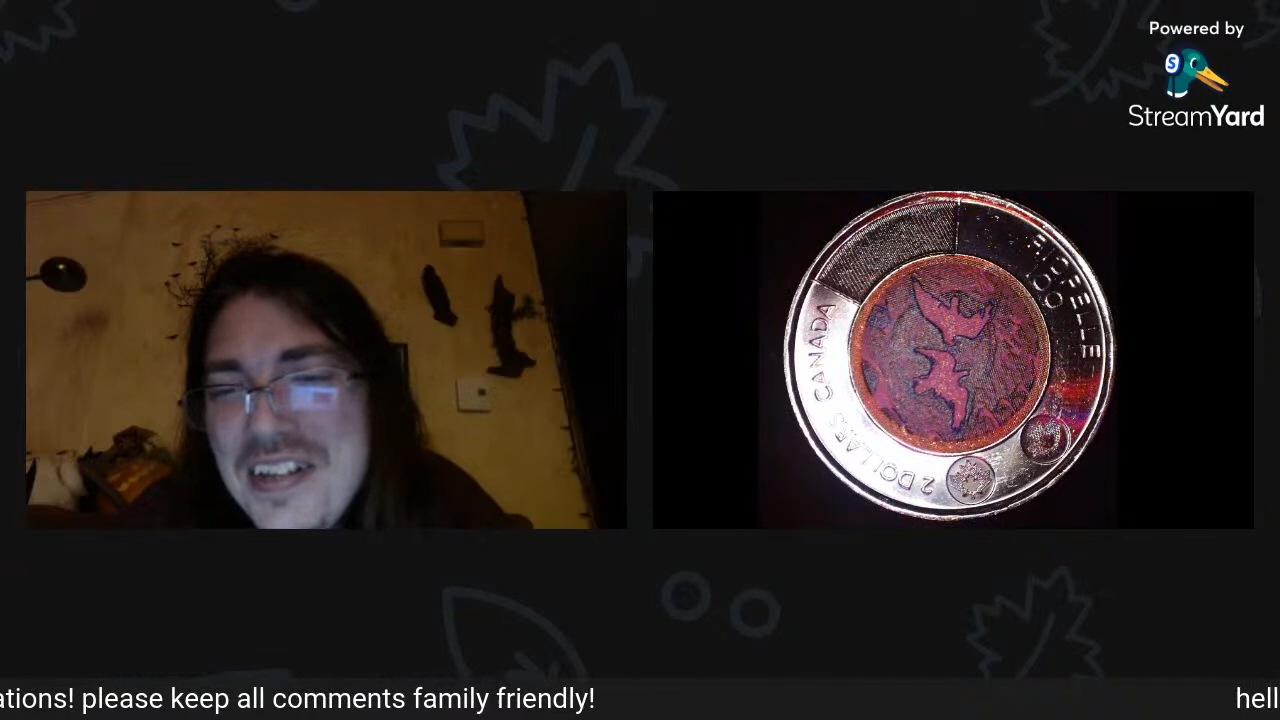 Powered by
S
StreamYard
RIOPELLE
100
2 DOLLARS CANADA
ations! please keep all comments family friendly!
hell